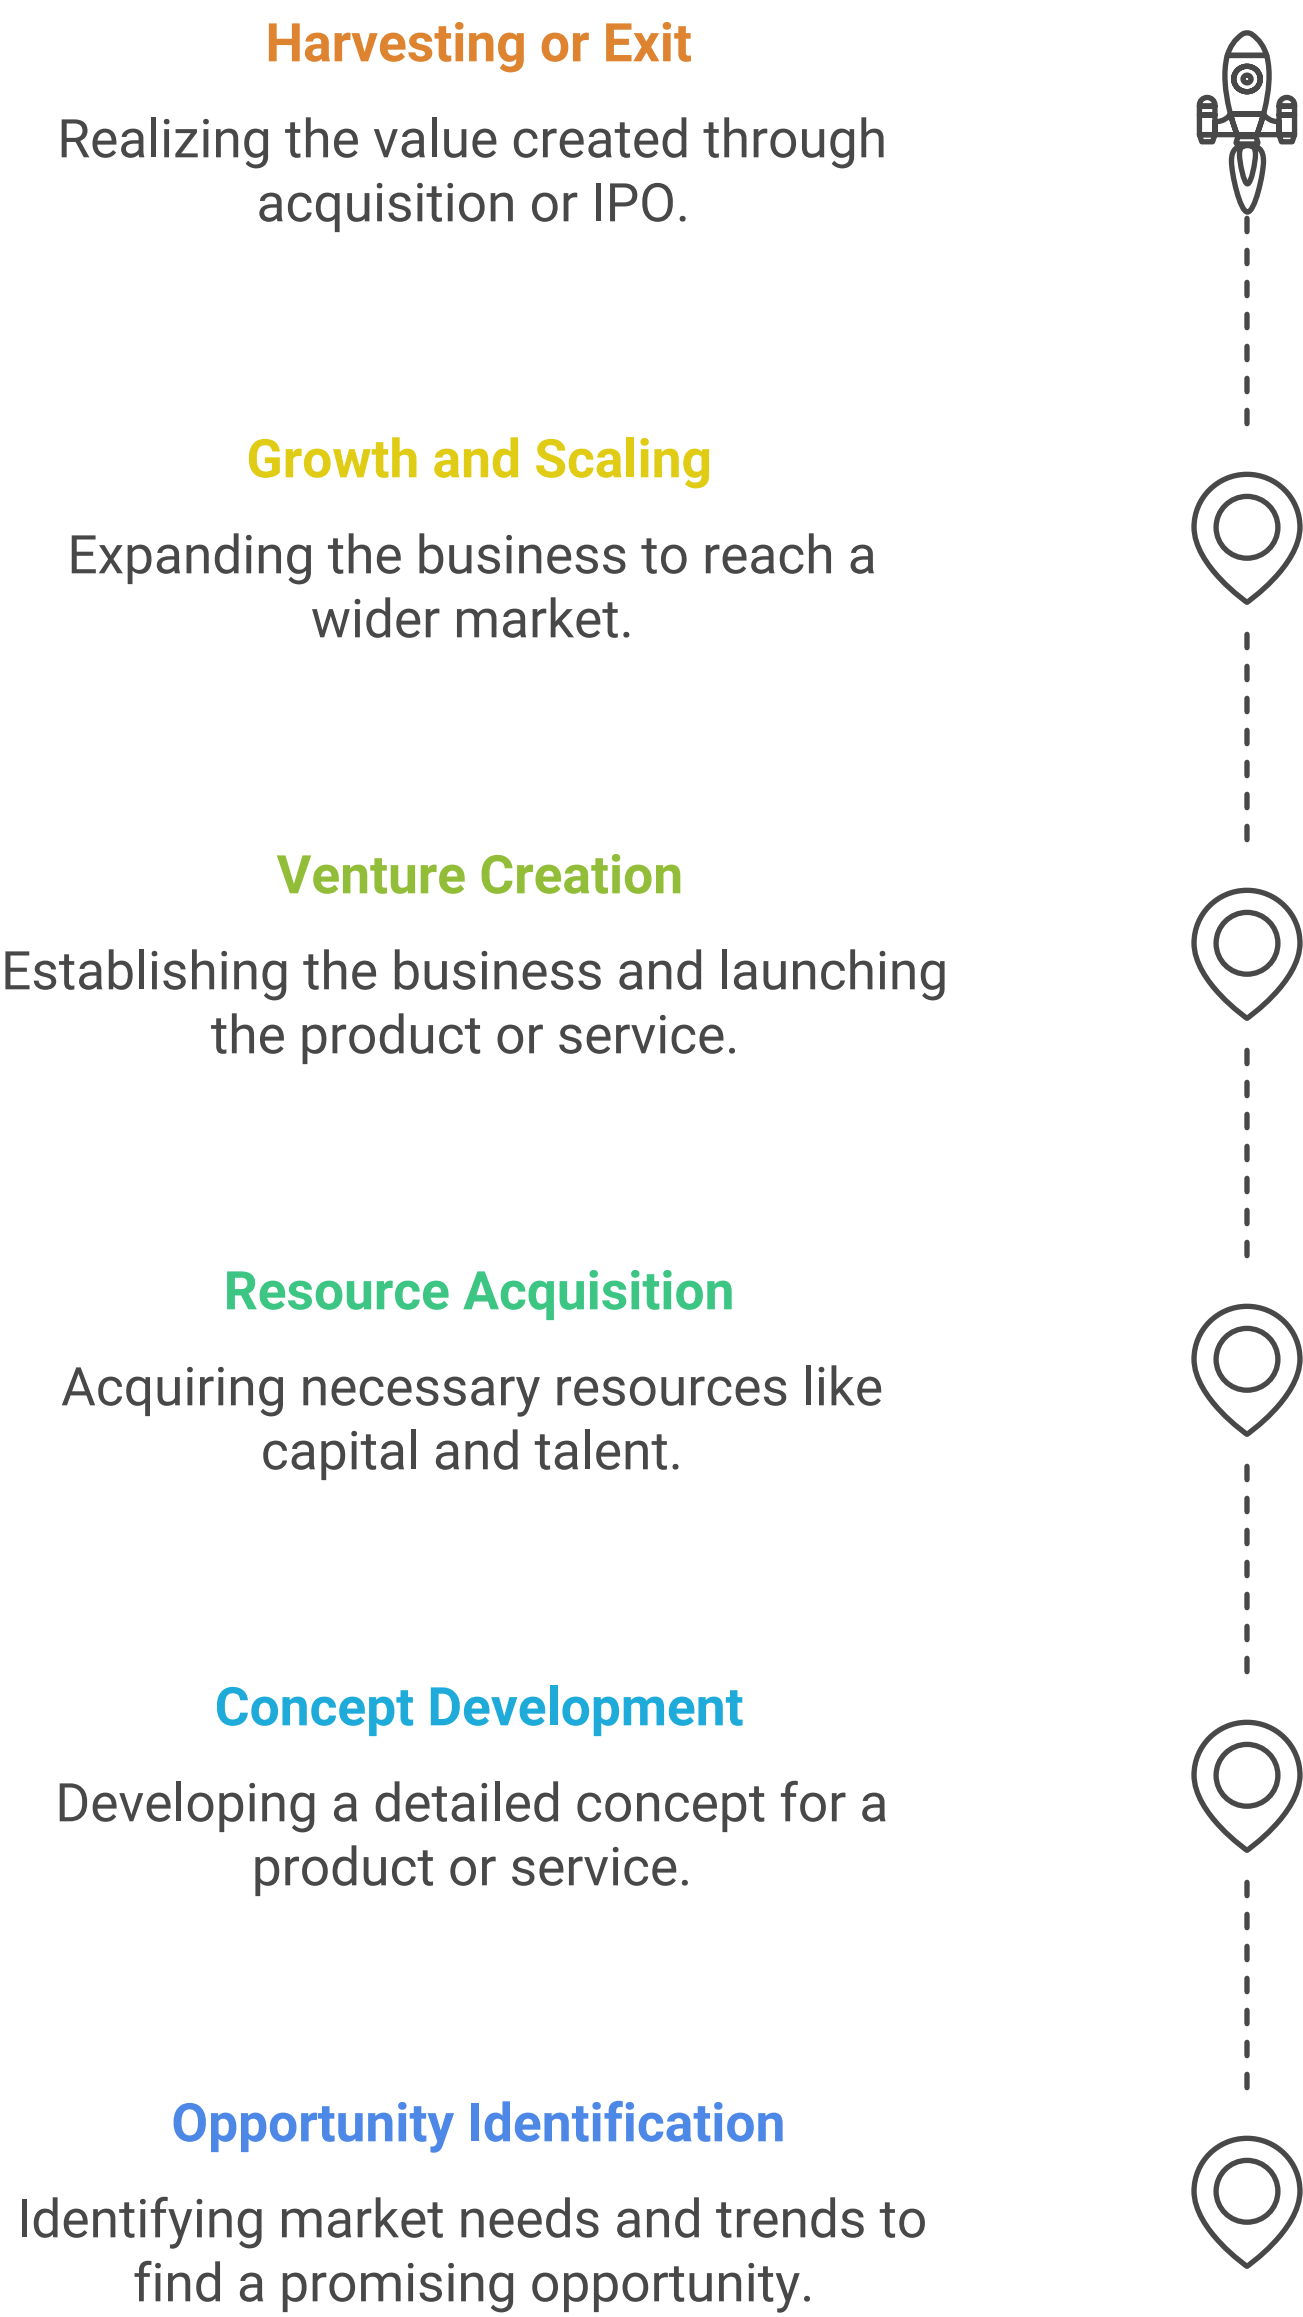 Harvesting or Exit
Realizing the value created through
acquisition or IPO.
Growth and Scaling
Expanding the business to reach a
wider market.
Venture Creation
Establishing the business and launching
the product or service.
Resource Acquisition
Acquiring necessary resources like
capital and talent.
Concept Development
Developing a detailed concept for a
product or service.
Opportunity Identification
Identifying market needs and trends to
find a promising opportunity.